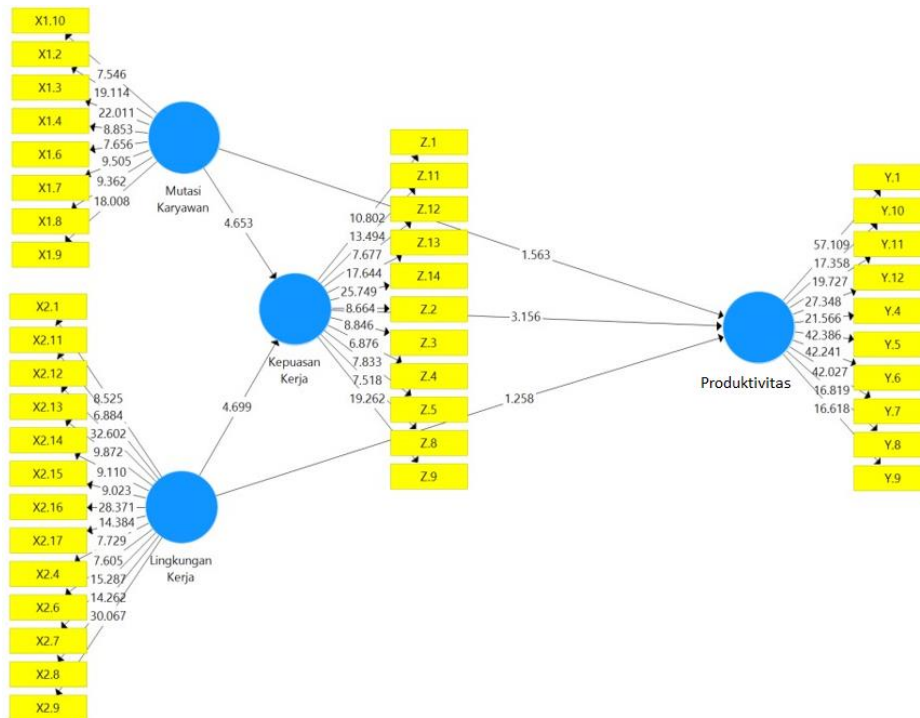 X1.10
X1.2
X1.3
X1.4
X1.6
X1.7
X1.8
X1.9
7.546
19.114
22.011
8.853
7.656
9.505
9.362
18.008
Mutasi
Karyawan
4.653
X2.1
X2.11
X2.12
X2.13
X2.14
X2.15
X2.16
X2.17
X2.4
X2.6
X2.7
X2.8
X2.9
8.525
6.884
32.602
9.872
9.110
9.023
28.371
14.384
7.729
7.605
15.287
14.262
30.067
Lingkungan
Kerja
4.699
Kepuasan
Kerja
10.802
13.494
7.677
17.644
25.749
8.664
8.846
6.876
7.833
7.518
19.262
Z.1
Z.11
Z.12
Z.13
Z.14
Z.2
Z.3
Z.4
Z.5
Z.8
Z.9
1.563
3.156
1.258
Produktivitas
57.109
17.358
19.727
27.348
21.566
42.386
42.241
42.027
16.819
16.618
Y.1
Y.10
Y.11
Y.12
Y.4
Y.5
Y.6
Y.7
Y.8
Y.9